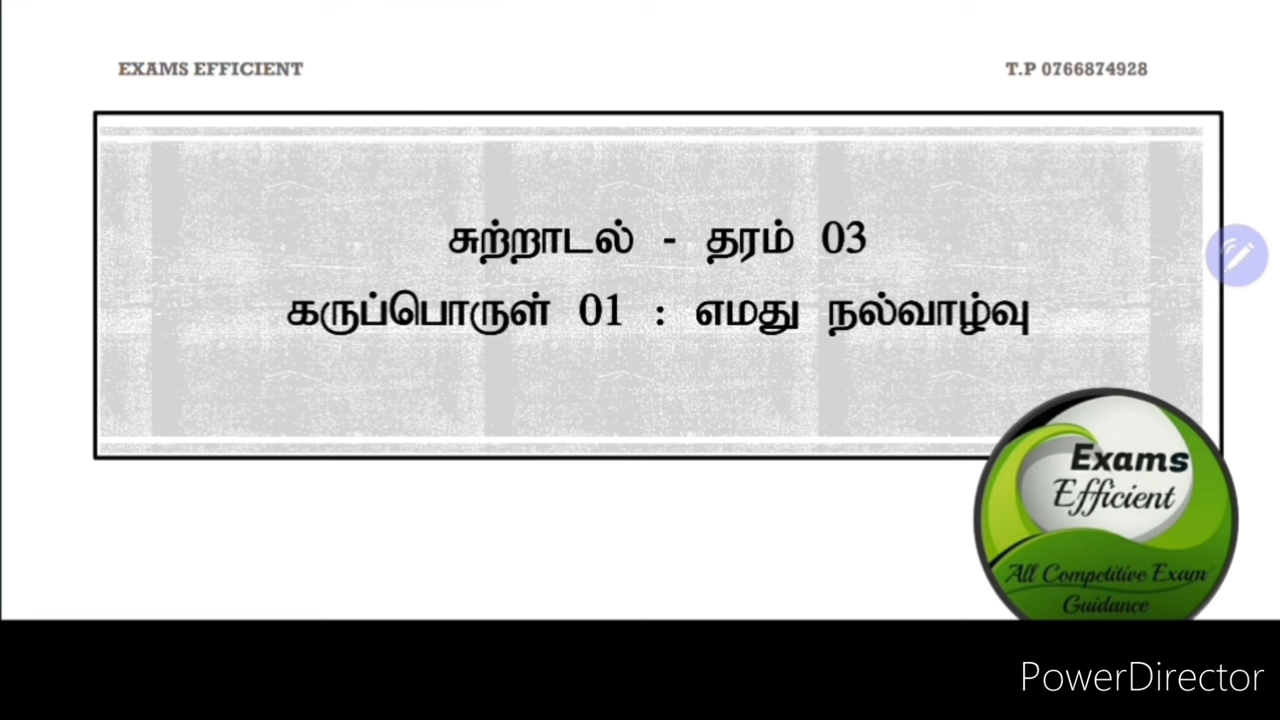 EXAMS EFFICIENT
T.P 0766874928
சுற்றாடல் - தரம் 03
கருப்பொருள் 01 : எமது நல்வாழ்வு
Exams
Efficient
All Competitive Exam
Guidance
PowerDirector